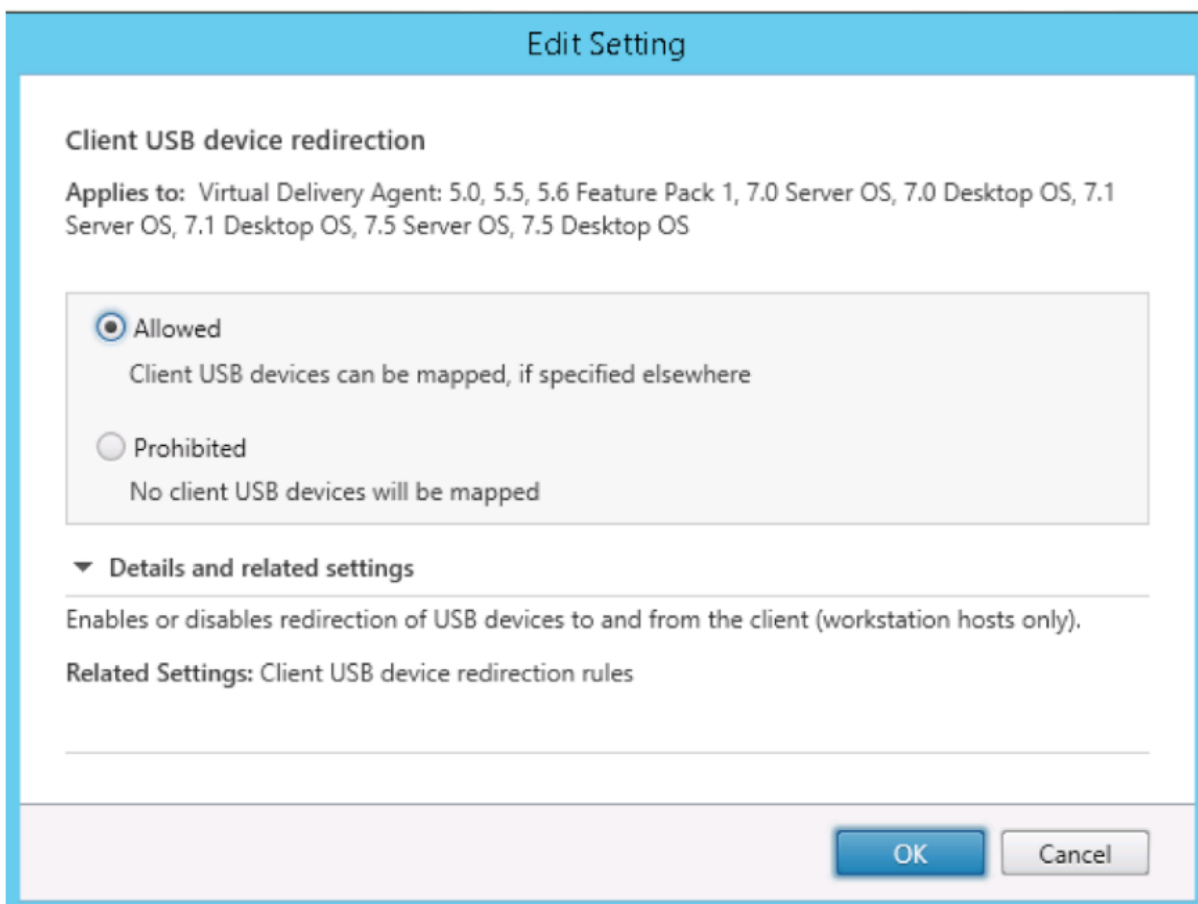 Edit Setting
Client USB device redirection
Applies to: Virtual Delivery Agent: 5.0, 5.5, 5.6 Feature Pack 1, 7.0 Server OS, 7.0 Desktop OS, 7.1
Server OS, 7.1 Desktop OS, 7.5 Server OS, 7.5 Desktop OS
Allowed
Client USB devices can be mapped, if specified elsewhere
Prohibited
No client USB devices will be mapped
Details and related settings
Enables or disables redirection of USB devices to and from the client (workstation hosts only).
Related Settings: Client USB device redirection rules
OK
Cancel